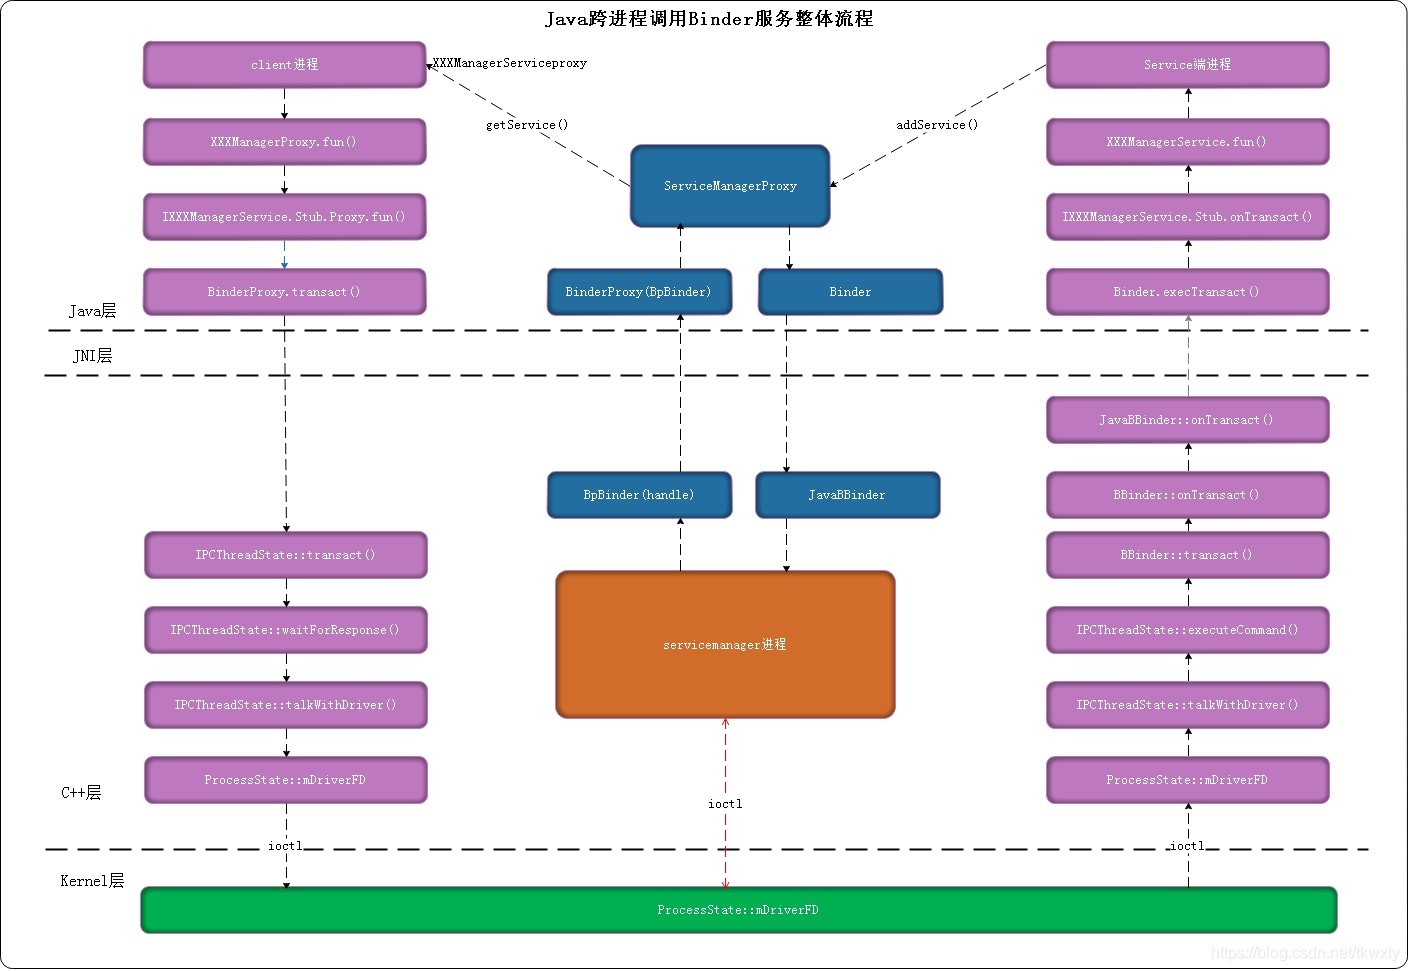 Java跨进程调用Binder服务整体流程
client进程
XXXManagerServiceproxy
Service端进程
getService()
addService()
XXXManagerProxy.fun()
XXXManagerService.fun()
ServiceManagerProxy
IXXXManagerService.Stub.Proxy.fun()
IXXXManagerService.Stub.onTransact()
BinderProxy.transact()
BinderProxy(BpBinder)
Binder
Binder.execTransact()
Java层
JNI层
JavaBBinder::onTransact()
BpBinder(handle)
JavaBBinder
BBinder::onTransact()
IPCThreadState::transact()
BBinder::transact()
IPCThreadState::waitForResponse()
servicemanager进程
IPCThreadState::executeCommand()
IPCThreadState::talkWithDriver()
IPCThreadState::talkWithDriver()
ProcessState::mDriverFD
ProcessState::mDriverFD
C++层
ioctl
ioctl
ioctl
Kernel层
ProcessState::mDriverFD
https://blog.csdn.net/tkwxty